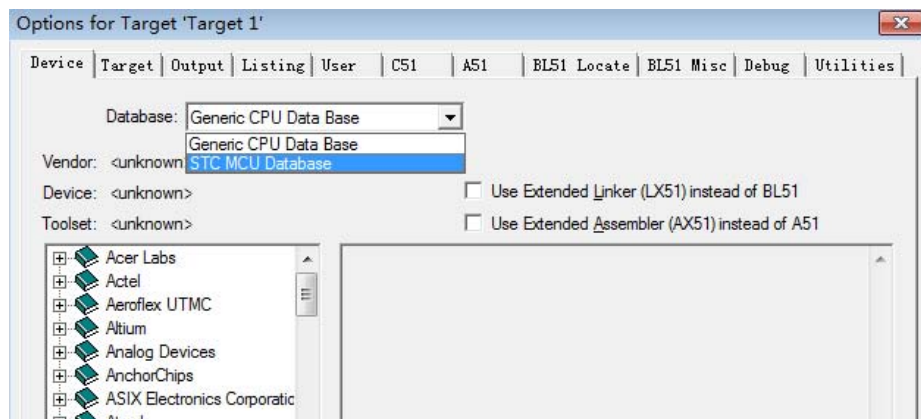 Options for Target 'Target 1'
Device Target Output Listing User C51 A51 BL51 Locate BL51 Misc Debug Utilities
Database: Generic CPU Data Base
Generic CPU Data Base
Vendor: <unknown STC MCU Database
Device: <unknown> Use Extended Linker (LX51) instead of BL51
Toolset: <unknown> Use Extended Assembler (AX51) instead of A51
Acer Labs
Actel
Aeroflex UTMC
Altium
Analog Devices
AnchorChips
ASIX Electronics Corporatic